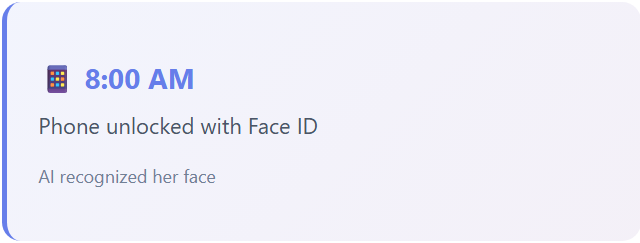 8:00 AM
Phone unlocked with Face ID
AI recognized her face